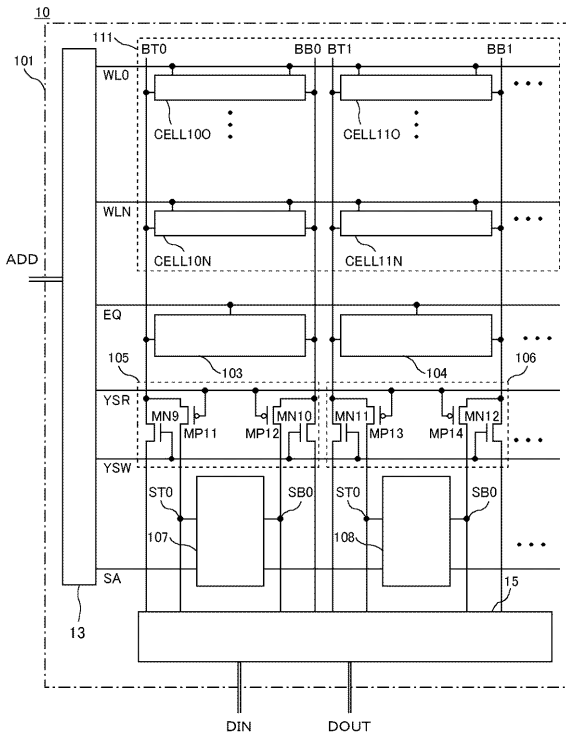 10
101
111
BT0 BB0 BT1 BB1
WL0
CELL10O CELL11O
WLN
CELL10N CELL11N
ADD
EQ
103 104
105 106
YSR
MN9 MP11 MP12 MN10 MN11 MP13 MP14 MN12
YSW
ST0 SB0 ST0 SB0
107 108
SA
13
15
DIN DOUT